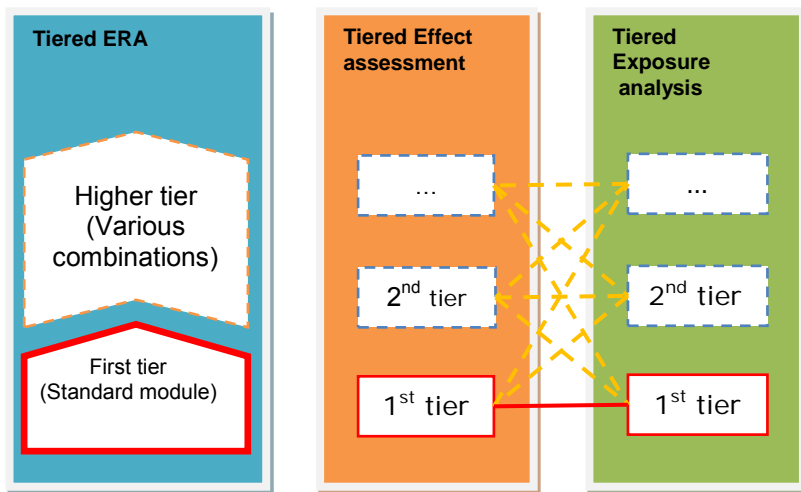 Tiered ERA
Higher tier
(Various
combinations)
First tier
(Standard module)
Tiered Effect
assessment
...
2nd tier
1st tier
Tiered
Exposure
analysis
...
2nd tier
1st tier